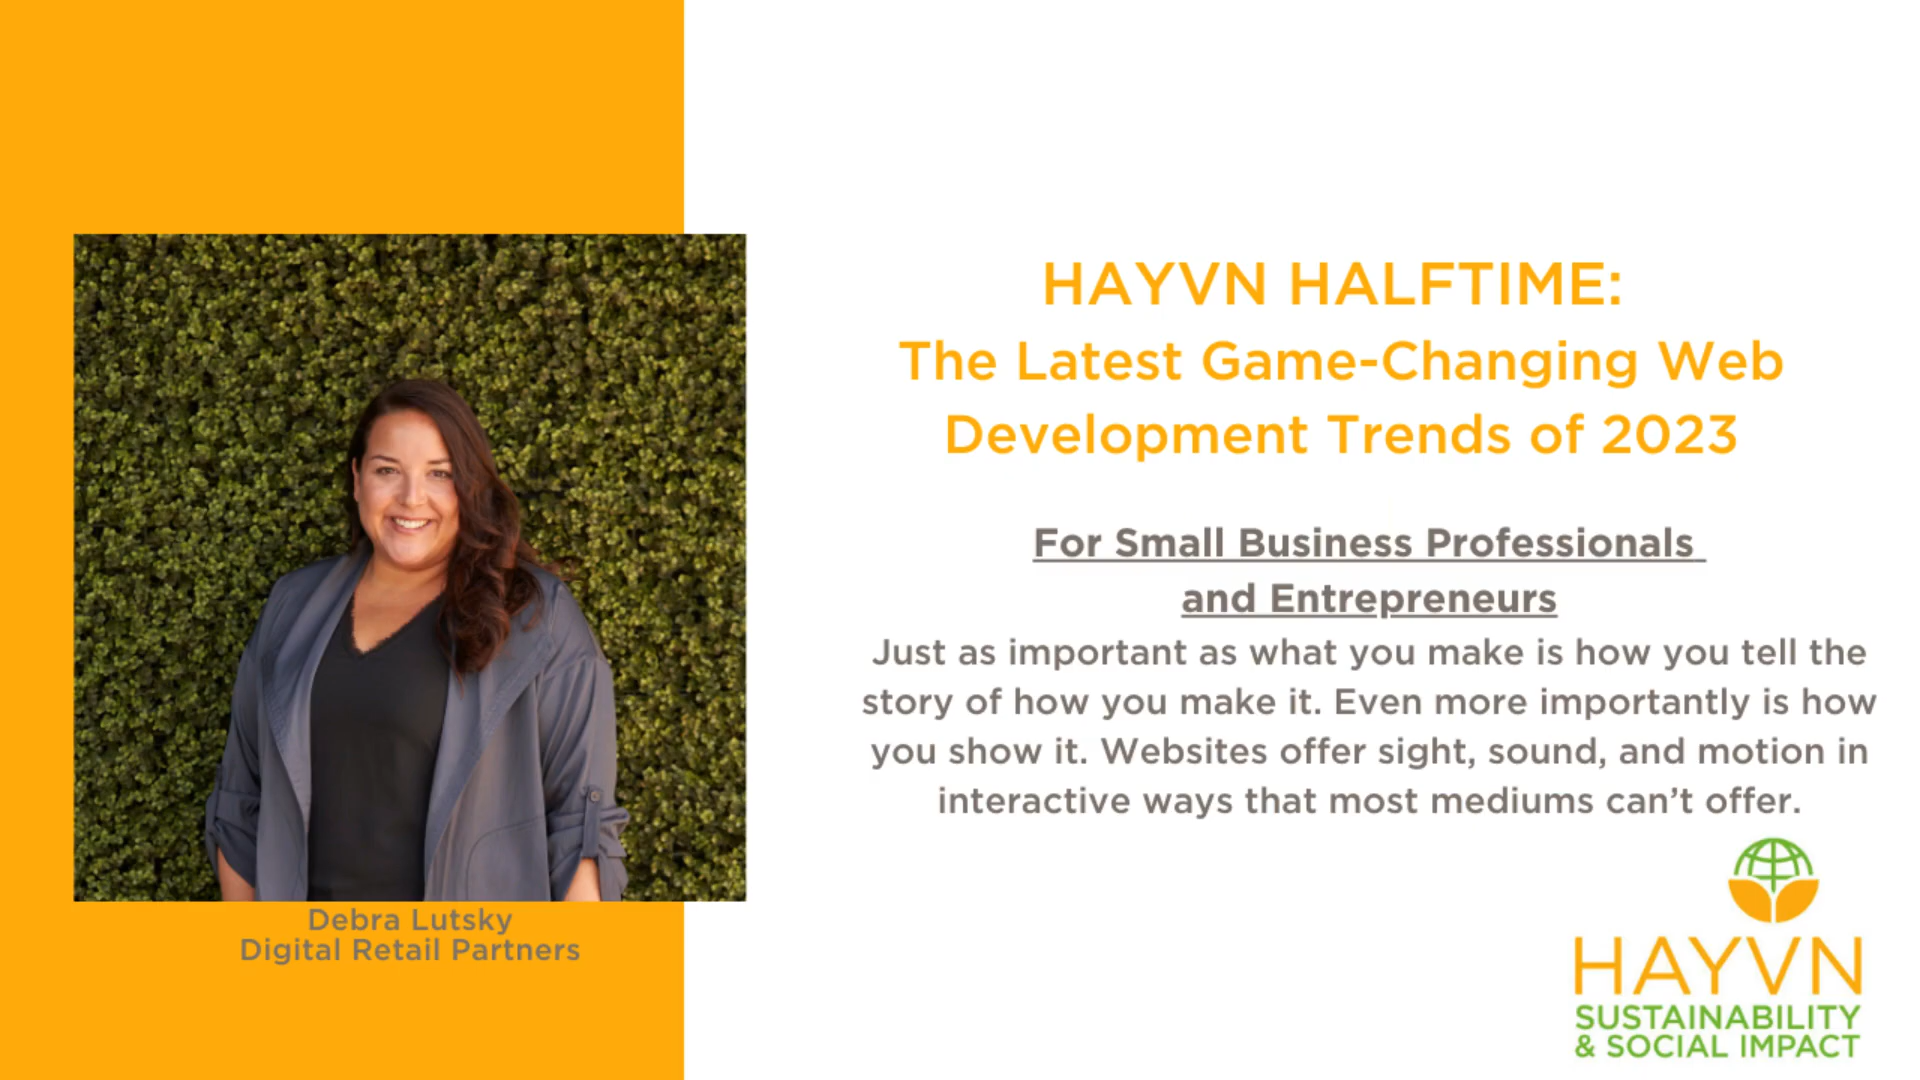 HAYVN HALFTIME:
The Latest Game-Changing Web
Development Trends of 2023
For Small Business Professionals
and Entrepreneurs
Just as important as what you make is how you tell the
story of how you make it. Even more importantly is how
you show it. Websites offer sight, sound, and motion in
interactive ways that most mediums can’t offer.
Debra Lutsky
Digital Retail Partners
HAYVN
SUSTAINABILITY
& SOCIAL IMPACT